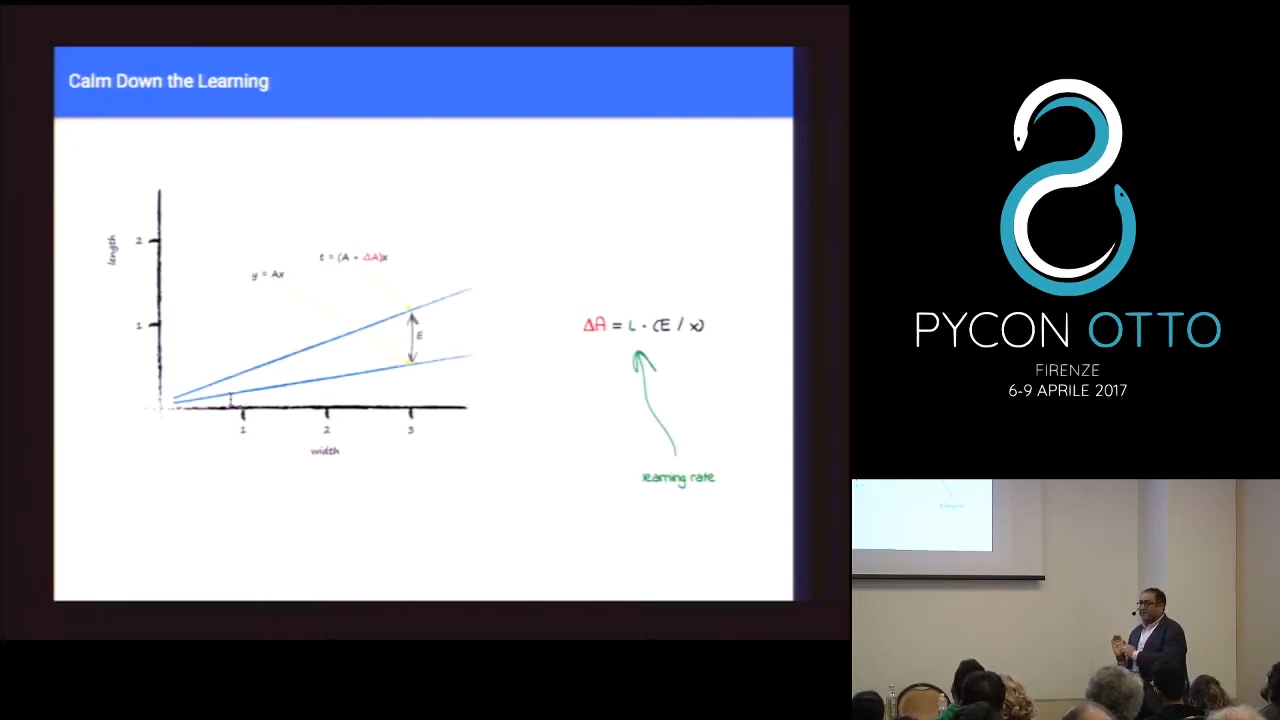 Calm Down the Learning
length
2
1
y = Ax
t = (A + ΔA)x
E
1
2
3
width
ΔA = L · (E / x)
learning rate
PYCON OTTO
FIRENZE
6-9 APRILE 2017